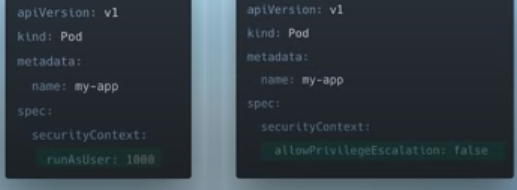 apiVersion: v1
kind: Pod
metadata:
name: my-app
spec:
securityContext:
runAsUser: 1000
apiVersion: v1
kind: Pod
metadata:
name: my-app
spec:
securityContext:
allowPrivilegeEscalation: false